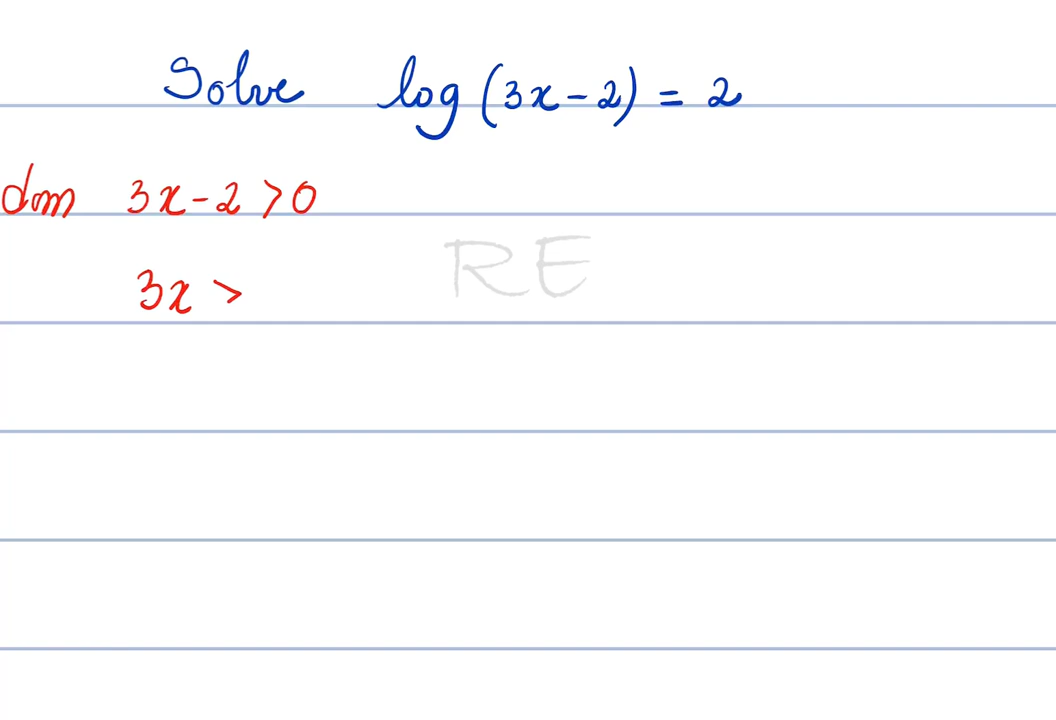 Solve log (3x-2) = 2
dom 3x-2 >0
RE
3x >